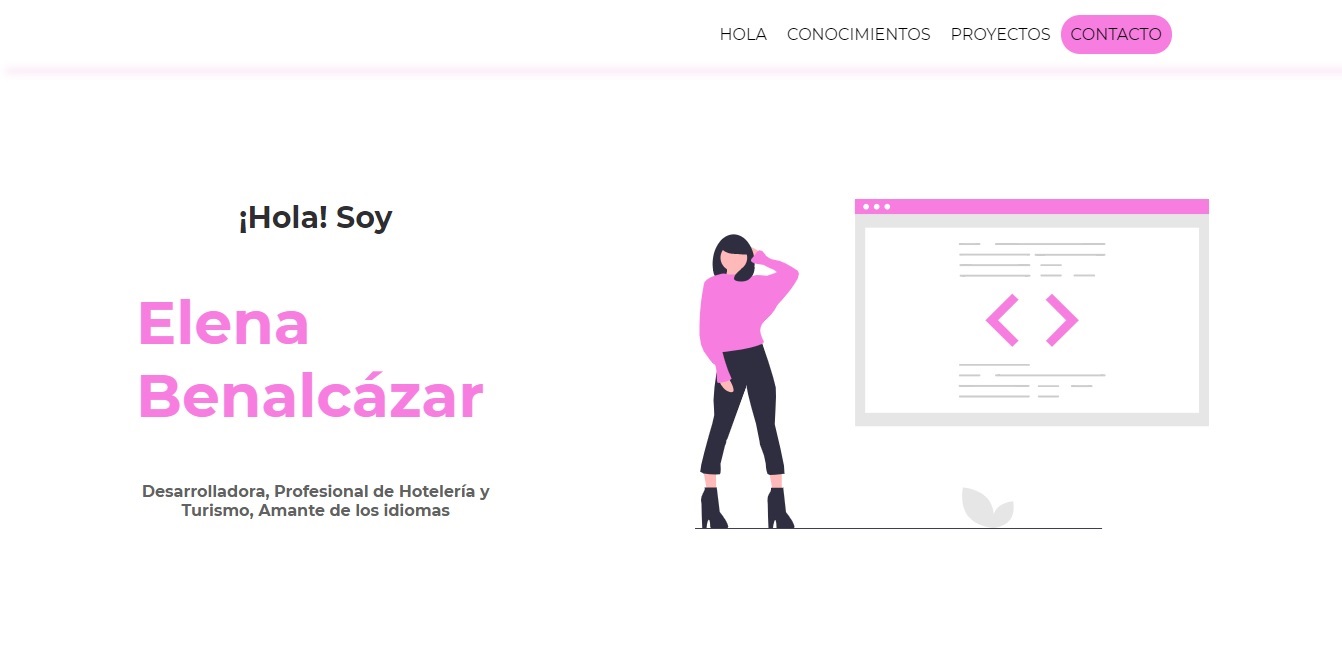 HOLA CONOCIMIENTOS PROYECTOS CONTACTO
¡Hola! Soy
Elena
Benalcázar
Desarrolladora, Profesional de Hotelería y
Turismo, Amante de los idiomas